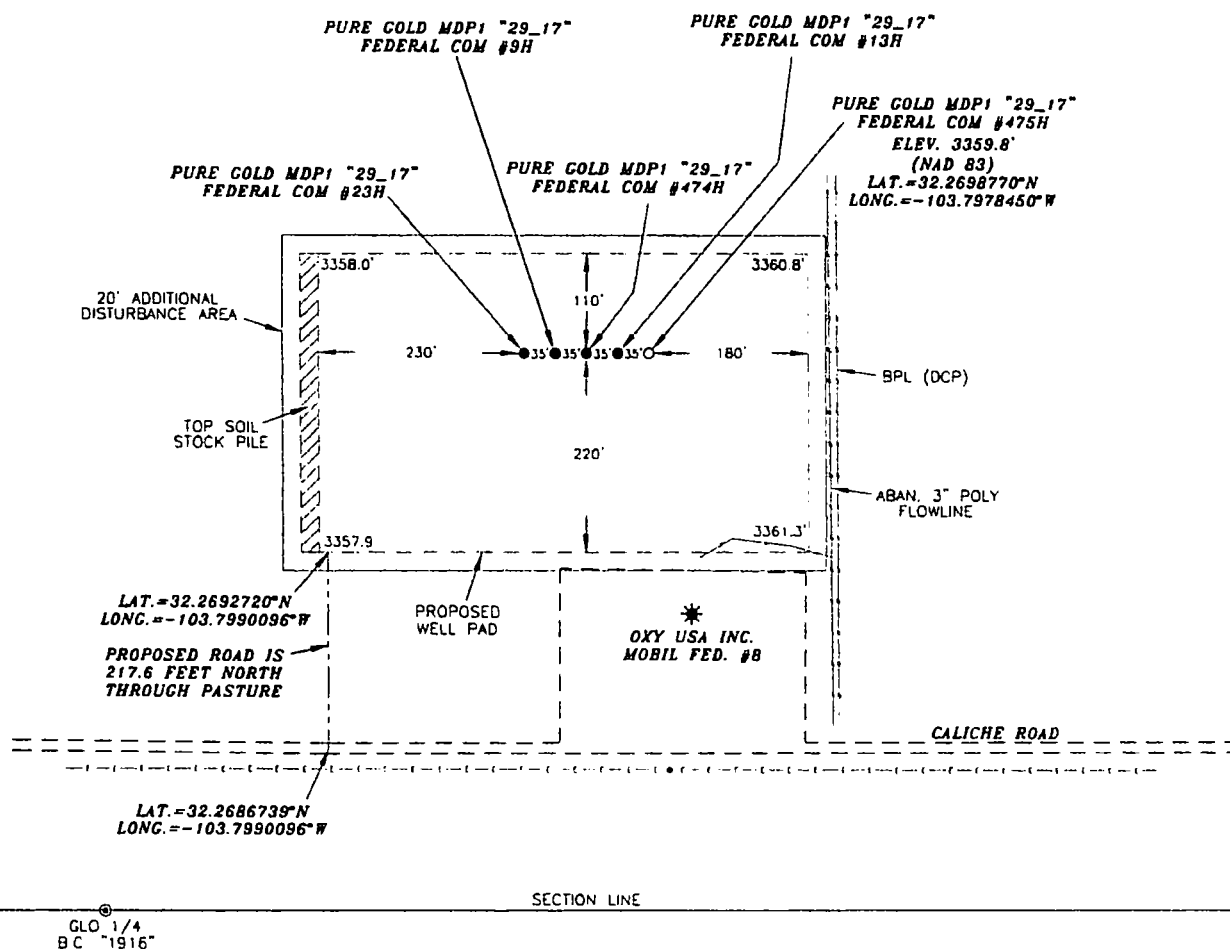 PURE GOLD MDP1 "29_17"
FEDERAL COM #9H
PURE GOLD MDP1 "29_17"
FEDERAL COM #13H
PURE GOLD MDP1 "29_17"
FEDERAL COM #475H
ELEV. 3359.8'
(NAD 83)
LAT.=32.2698770°N
LONG.=-103.7978450°W
PURE GOLD MDP1 "29_17"
FEDERAL COM #23H
PURE GOLD MDP1 "29_17"
FEDERAL COM #474H
3358.0'
3360.8'
20' ADDITIONAL
DISTURBANCE AREA
110'
230'
35'
35'
35'
35'
180'
BPL (DCP)
TOP SOIL
STOCK PILE
220'
ABAN. 3" POLY
FLOWLINE
3357.9
3361.3'
LAT.=32.2692720°N
LONG.=-103.7990096°W
PROPOSED
WELL PAD
OXY USA INC.
MOBIL FED. #8
PROPOSED ROAD IS
217.6 FEET NORTH
THROUGH PASTURE
CALICHE ROAD
LAT.=32.2686739°N
LONG.=-103.7990096°W
SECTION LINE
GLO 1/4
B C "1916"